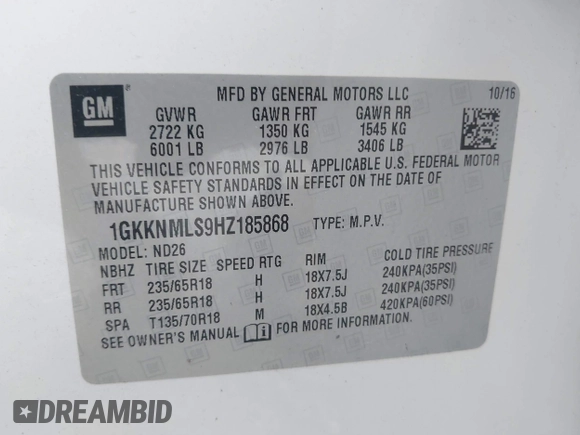 GM
MFD BY GENERAL MOTORS LLC 10/16
GVWR GAWR FRT GAWR RR
2722 KG 1350 KG 1545 KG
6001 LB 2976 LB 3406 LB
THIS VEHICLE CONFORMS TO ALL APPLICABLE U.S. FEDERAL MOTOR
VEHICLE SAFETY STANDARDS IN EFFECT ON THE DATE OF
MANUFACTURE SHOWN ABOVE.
1GKKNMLS9HZ185868 TYPE: M.P.V.
MODEL: ND26
NBHZ TIRE SIZE SPEED RTG RIM COLD TIRE PRESSURE
FRT 235/65R18 H 18X7.5J 240KPA(35PSI)
RR 235/65R18 H 18X7.5J 240KPA(35PSI)
SPA T135/70R18 M 18X4.5B 420KPA(60PSI)
SEE OWNER'S MANUAL FOR MORE INFORMATION.
DREAMBID